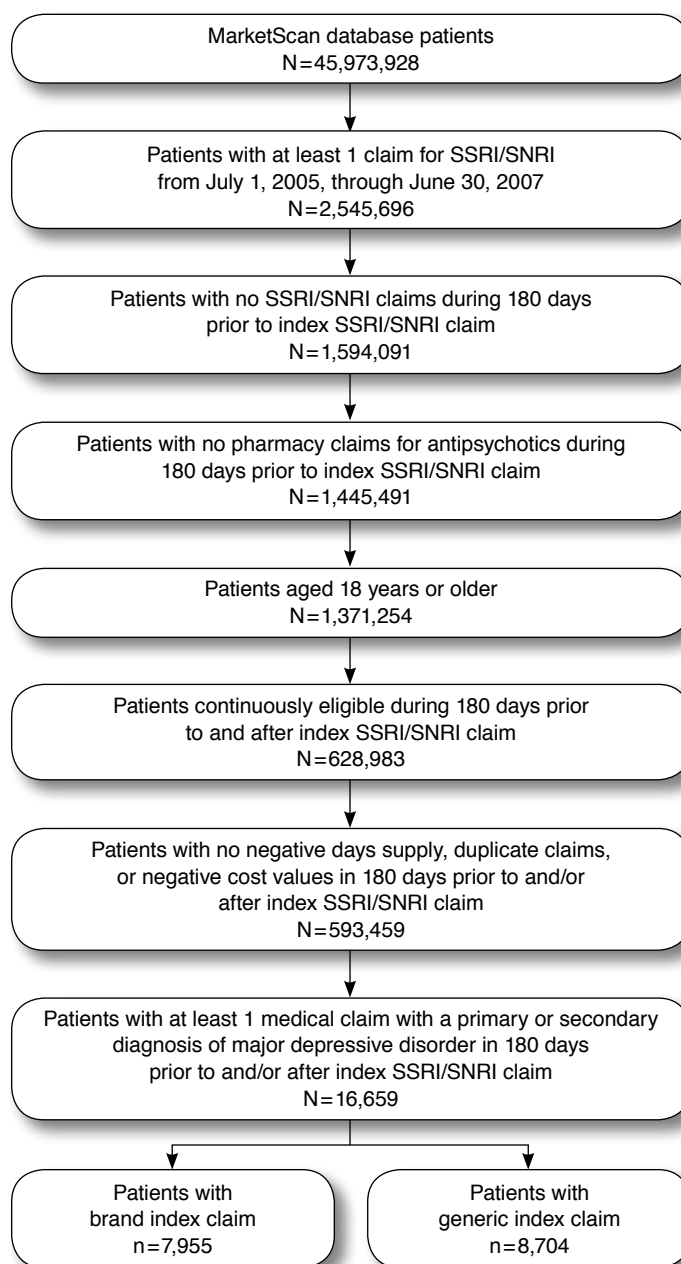 MarketScan database patients
N=45,973,928
Patients with at least 1 claim for SSRI/SNRI
from July 1, 2005, through June 30, 2007
N=2,545,696
Patients with no SSRI/SNRI claims during 180 days
prior to index SSRI/SNRI claim
N=1,594,091
Patients with no pharmacy claims for antipsychotics during
180 days prior to index SSRI/SNRI claim
N=1,445,491
Patients aged 18 years or older
N=1,371,254
Patients continuously eligible during 180 days prior
to and after index SSRI/SNRI claim
N=628,983
Patients with no negative days supply, duplicate claims,
or negative cost values in 180 days prior to and/or
after index SSRI/SNRI claim
N=593,459
Patients with at least 1 medical claim with a primary or secondary
diagnosis of major depressive disorder in 180 days
prior to and/or after index SSRI/SNRI claim
N=16,659
Patients with
brand index claim
n=7,955
Patients with
generic index claim
n=8,704